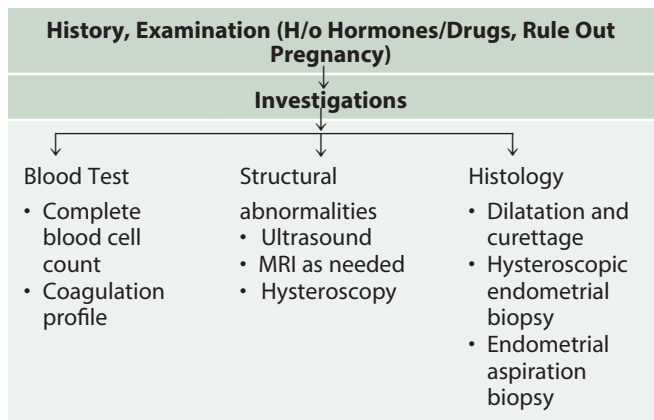 History, Examination (H/o Hormones/Drugs, Rule Out
Pregnancy)
Investigations
Blood Test
• Complete
blood cell
count
• Coagulation
profile
Structural
abnormalities
• Ultrasound
• MRI as needed
• Hysteroscopy
Histology
• Dilatation and
curettage
• Hysteroscopic
endometrial
biopsy
• Endometrial
aspiration
biopsy